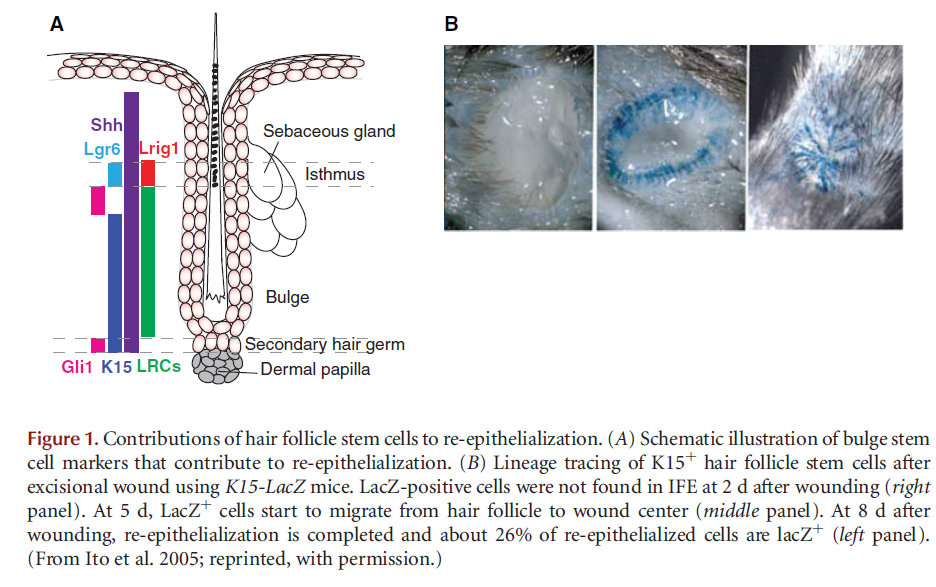 A
B
Shh
Lgr6 Lrig1
Sebaceous gland
Isthmus
Bulge
Secondary hair germ
Gli1 K15 LRCs
Dermal papilla
Figure 1. Contributions of hair follicle stem cells to re-epithelialization. (A) Schematic illustration of bulge stem
cell markers that contribute to re-epithelialization. (B) Lineage tracing of K15+ hair follicle stem cells after
excisional wound using K15-LacZ mice. LacZ-positive cells were not found in IFE at 2 d after wounding (right
panel). At 5 d, LacZ+ cells start to migrate from hair follicle to wound center (middle panel). At 8 d after
wounding, re-epithelialization is completed and about 26% of re-epithelialized cells are lacZ+ (left panel).
(From Ito et al. 2005; reprinted, with permission.)